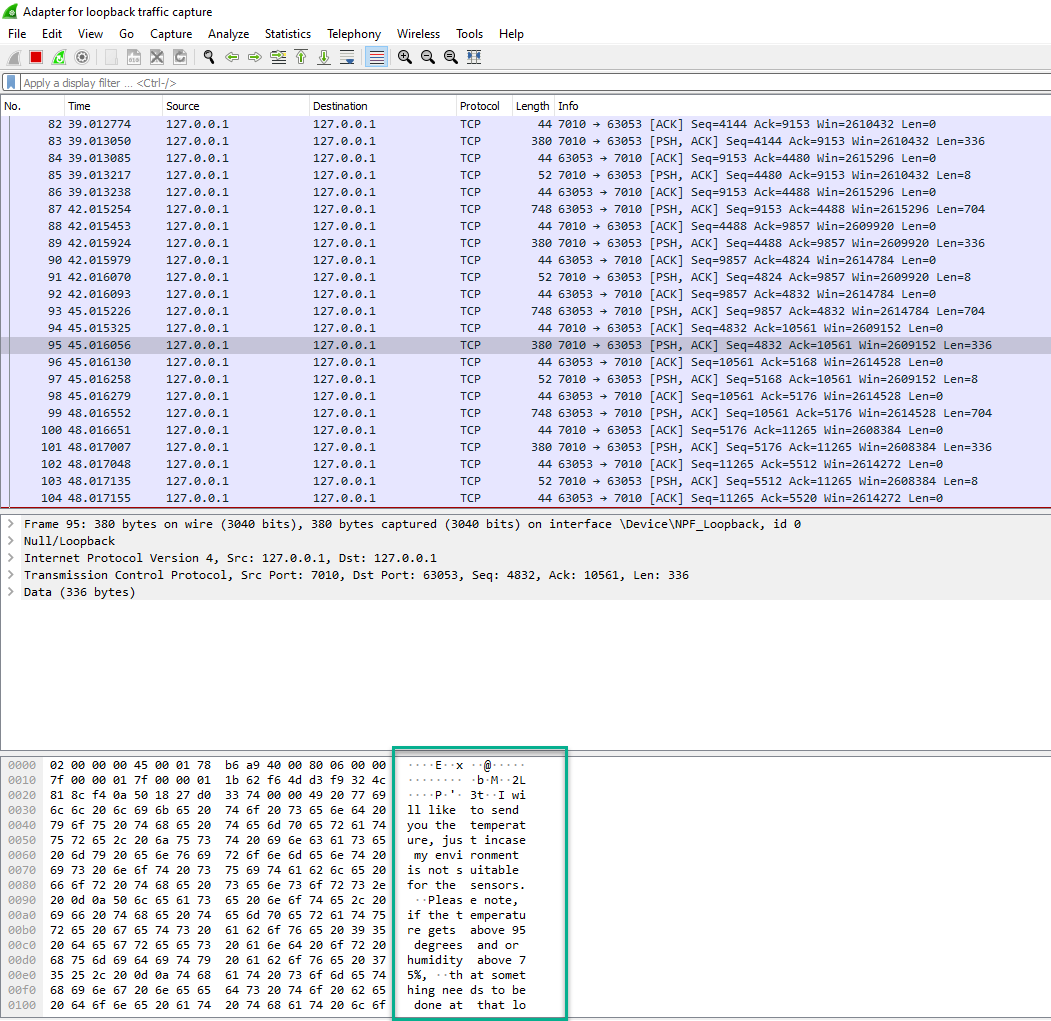 Adapter for loopback traffic capture
File Edit View Go Capture Analyze Statistics Telephony Wireless Tools Help
Apply a display filter ... <Ctrl-/>
No. Time Source Destination Protocol Length Info
82 39.012774 127.0.0.1 127.0.0.1 TCP 44 7010 → 63053 [ACK] Seq=4144 Ack=9153 Win=2610432 Len=0
83 39.013050 127.0.0.1 127.0.0.1 TCP 380 7010 → 63053 [PSH, ACK] Seq=4144 Ack=9153 Win=2610432 Len=336
84 39.013085 127.0.0.1 127.0.0.1 TCP 44 63053 → 7010 [ACK] Seq=9153 Ack=4480 Win=2615296 Len=0
85 39.013217 127.0.0.1 127.0.0.1 TCP 52 7010 → 63053 [PSH, ACK] Seq=4480 Ack=9153 Win=2610432 Len=8
86 39.013238 127.0.0.1 127.0.0.1 TCP 44 63053 → 7010 [ACK] Seq=9153 Ack=4488 Win=2615296 Len=0
87 42.015254 127.0.0.1 127.0.0.1 TCP 748 63053 → 7010 [PSH, ACK] Seq=9153 Ack=4488 Win=2615296 Len=704
88 42.015453 127.0.0.1 127.0.0.1 TCP 44 7010 → 63053 [ACK] Seq=4488 Ack=9857 Win=2609920 Len=0
89 42.015924 127.0.0.1 127.0.0.1 TCP 380 7010 → 63053 [PSH, ACK] Seq=4488 Ack=9857 Win=2609920 Len=336
90 42.015979 127.0.0.1 127.0.0.1 TCP 44 63053 → 7010 [ACK] Seq=9857 Ack=4824 Win=2614784 Len=0
91 42.016070 127.0.0.1 127.0.0.1 TCP 52 7010 → 63053 [PSH, ACK] Seq=4824 Ack=9857 Win=2609920 Len=8
92 42.016093 127.0.0.1 127.0.0.1 TCP 44 63053 → 7010 [ACK] Seq=9857 Ack=4832 Win=2614784 Len=0
93 45.015226 127.0.0.1 127.0.0.1 TCP 748 63053 → 7010 [PSH, ACK] Seq=9857 Ack=4832 Win=2614784 Len=704
94 45.015325 127.0.0.1 127.0.0.1 TCP 44 7010 → 63053 [ACK] Seq=4832 Ack=10561 Win=2609152 Len=0
95 45.016056 127.0.0.1 127.0.0.1 TCP 380 7010 → 63053 [PSH, ACK] Seq=4832 Ack=10561 Win=2609152 Len=336
96 45.016130 127.0.0.1 127.0.0.1 TCP 44 63053 → 7010 [ACK] Seq=10561 Ack=5168 Win=2614528 Len=0
97 45.016258 127.0.0.1 127.0.0.1 TCP 52 7010 → 63053 [PSH, ACK] Seq=5168 Ack=10561 Win=2609152 Len=8
98 45.016279 127.0.0.1 127.0.0.1 TCP 44 63053 → 7010 [ACK] Seq=10561 Ack=5176 Win=2614528 Len=0
99 48.016552 127.0.0.1 127.0.0.1 TCP 748 63053 → 7010 [PSH, ACK] Seq=10561 Ack=5176 Win=2614528 Len=704
100 48.016651 127.0.0.1 127.0.0.1 TCP 44 7010 → 63053 [ACK] Seq=5176 Ack=11265 Win=2608384 Len=0
101 48.017007 127.0.0.1 127.0.0.1 TCP 380 7010 → 63053 [PSH, ACK] Seq=5176 Ack=11265 Win=2608384 Len=336
102 48.017048 127.0.0.1 127.0.0.1 TCP 44 63053 → 7010 [ACK] Seq=11265 Ack=5512 Win=2614272 Len=0
103 48.017135 127.0.0.1 127.0.0.1 TCP 52 7010 → 63053 [PSH, ACK] Seq=5512 Ack=11265 Win=2608384 Len=8
104 48.017155 127.0.0.1 127.0.0.1 TCP 44 63053 → 7010 [ACK] Seq=11265 Ack=5520 Win=2614272 Len=0
Frame 95: 380 bytes on wire (3040 bits), 380 bytes captured (3040 bits) on interface \Device\NPF_Loopback, id 0
Null/Loopback
Internet Protocol Version 4, Src: 127.0.0.1, Dst: 127.0.0.1
Transmission Control Protocol, Src Port: 7010, Dst Port: 63053, Seq: 4832, Ack: 10561, Len: 336
Data (336 bytes)
0000 02 00 00 00 45 00 01 78 b6 a9 40 00 80 06 00 00 ····E··x ··@·····
0010 7f 00 00 01 7f 00 00 01 1b 62 f6 4d d3 f9 32 4c ········ ·b·M··2L
0020 81 8c f4 0a 50 18 27 d0 33 74 00 00 49 20 77 69 ····P·'· 3t··I wi
0030 6c 6c 20 6c 69 6b 65 20 74 6f 20 73 65 6e 64 20 ll like to send
0040 79 6f 75 20 74 68 65 20 74 65 6d 70 65 72 61 74 you the temperat
0050 75 72 65 2c 20 6a 75 73 74 20 69 6e 63 61 73 65 ure, jus t incase
0060 20 6d 79 20 65 6e 76 69 72 6f 6e 6d 65 6e 74 20 my envi ronment
0070 69 73 20 6e 6f 74 20 73 75 69 74 61 62 6c 65 20 is not s uitable
0080 66 6f 72 20 74 68 65 20 73 65 6e 73 6f 72 73 2e for the sensors.
0090 20 0d 0a 50 6c 65 61 73 65 20 6e 6f 74 65 2c 20 ··Pleas e note,
00a0 69 66 20 74 68 65 20 74 65 6d 70 65 72 61 74 75 if the t emperatu
00b0 72 65 20 67 65 74 73 20 61 62 6f 76 65 20 39 35 re gets above 95
00c0 20 64 65 67 72 65 65 73 20 61 6e 64 20 6f 72 20 degrees and or
00d0 68 75 6d 69 64 69 74 79 20 61 62 6f 76 65 20 37 humidity above 7
00e0 35 25 2c 20 0d 0a 74 68 61 74 20 73 6f 6d 65 74 5%, ··th at somet
00f0 68 69 6e 67 20 6e 65 65 64 73 20 74 6f 20 62 65 hing nee ds to be
0100 20 64 6f 6e 65 20 61 74 20 74 68 61 74 20 6c 6f done at that lo